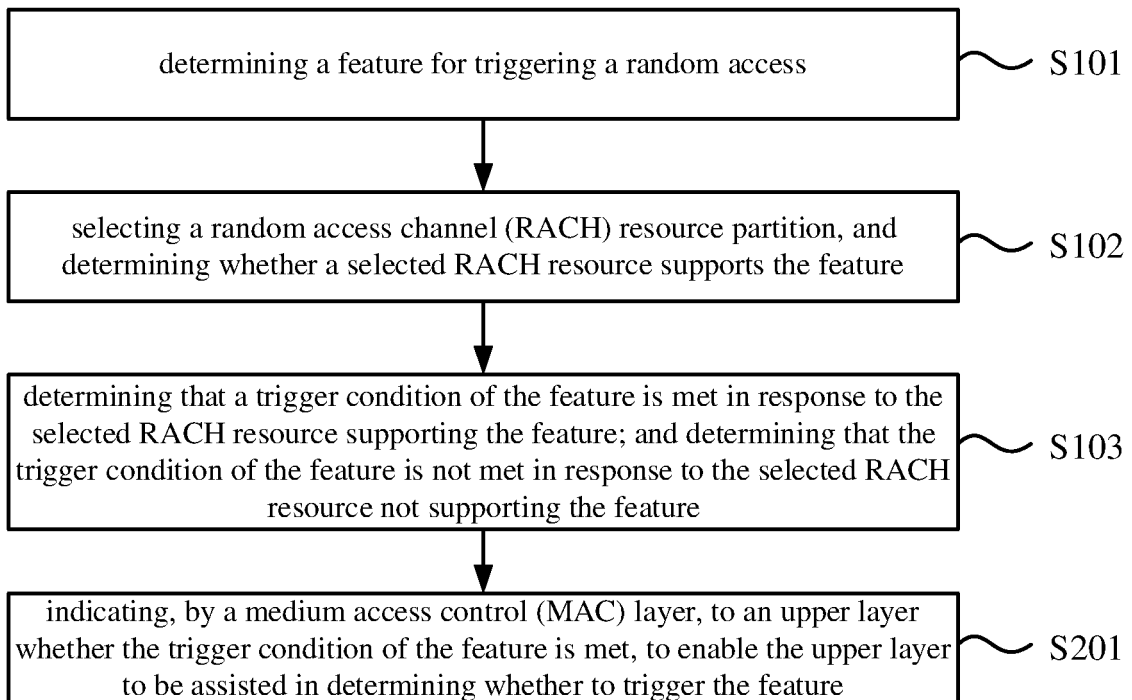 determining a feature for triggering a random access
S101
selecting a random access channel (RACH) resource partition, and
determining whether a selected RACH resource supports the feature
S102
determining that a trigger condition of the feature is met in response to the
selected RACH resource supporting the feature; and determining that the
trigger condition of the feature is not met in response to the selected RACH
resource not supporting the feature
S103
indicating, by a medium access control (MAC) layer, to an upper layer
whether the trigger condition of the feature is met, to enable the upper layer
to be assisted in determining whether to trigger the feature
S201